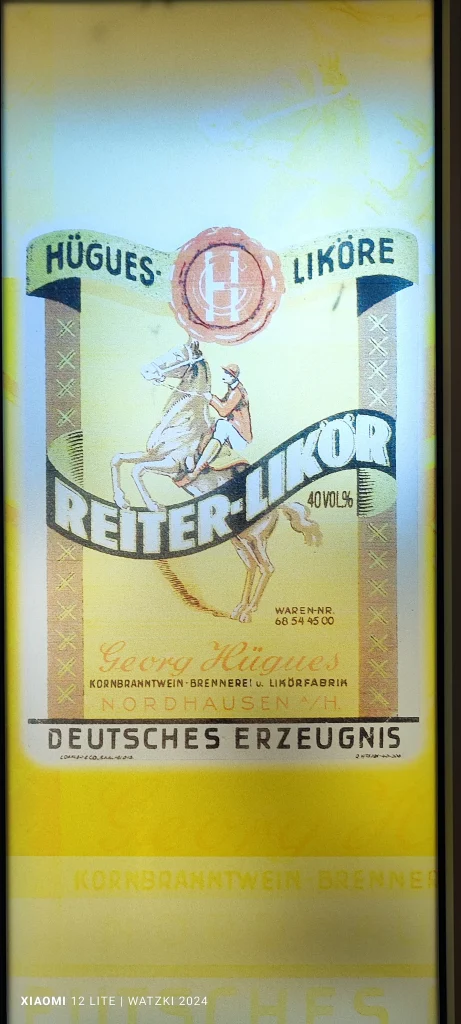 HÜGUES-
LIKÖRE
H
REITER-LIKÖR
40 VOL%
WAREN-NR.
68 54 45 00
Georg Hügues
KORNBRANNTWEIN-BRENNEREI u. LIKÖRFABRIK
NORDHAUSEN A/H.
DEUTSCHES ERZEUGNIS
KORNBRANNTWEIN BRENNER
XIAOMI 12 LITE | WATZKI 2024